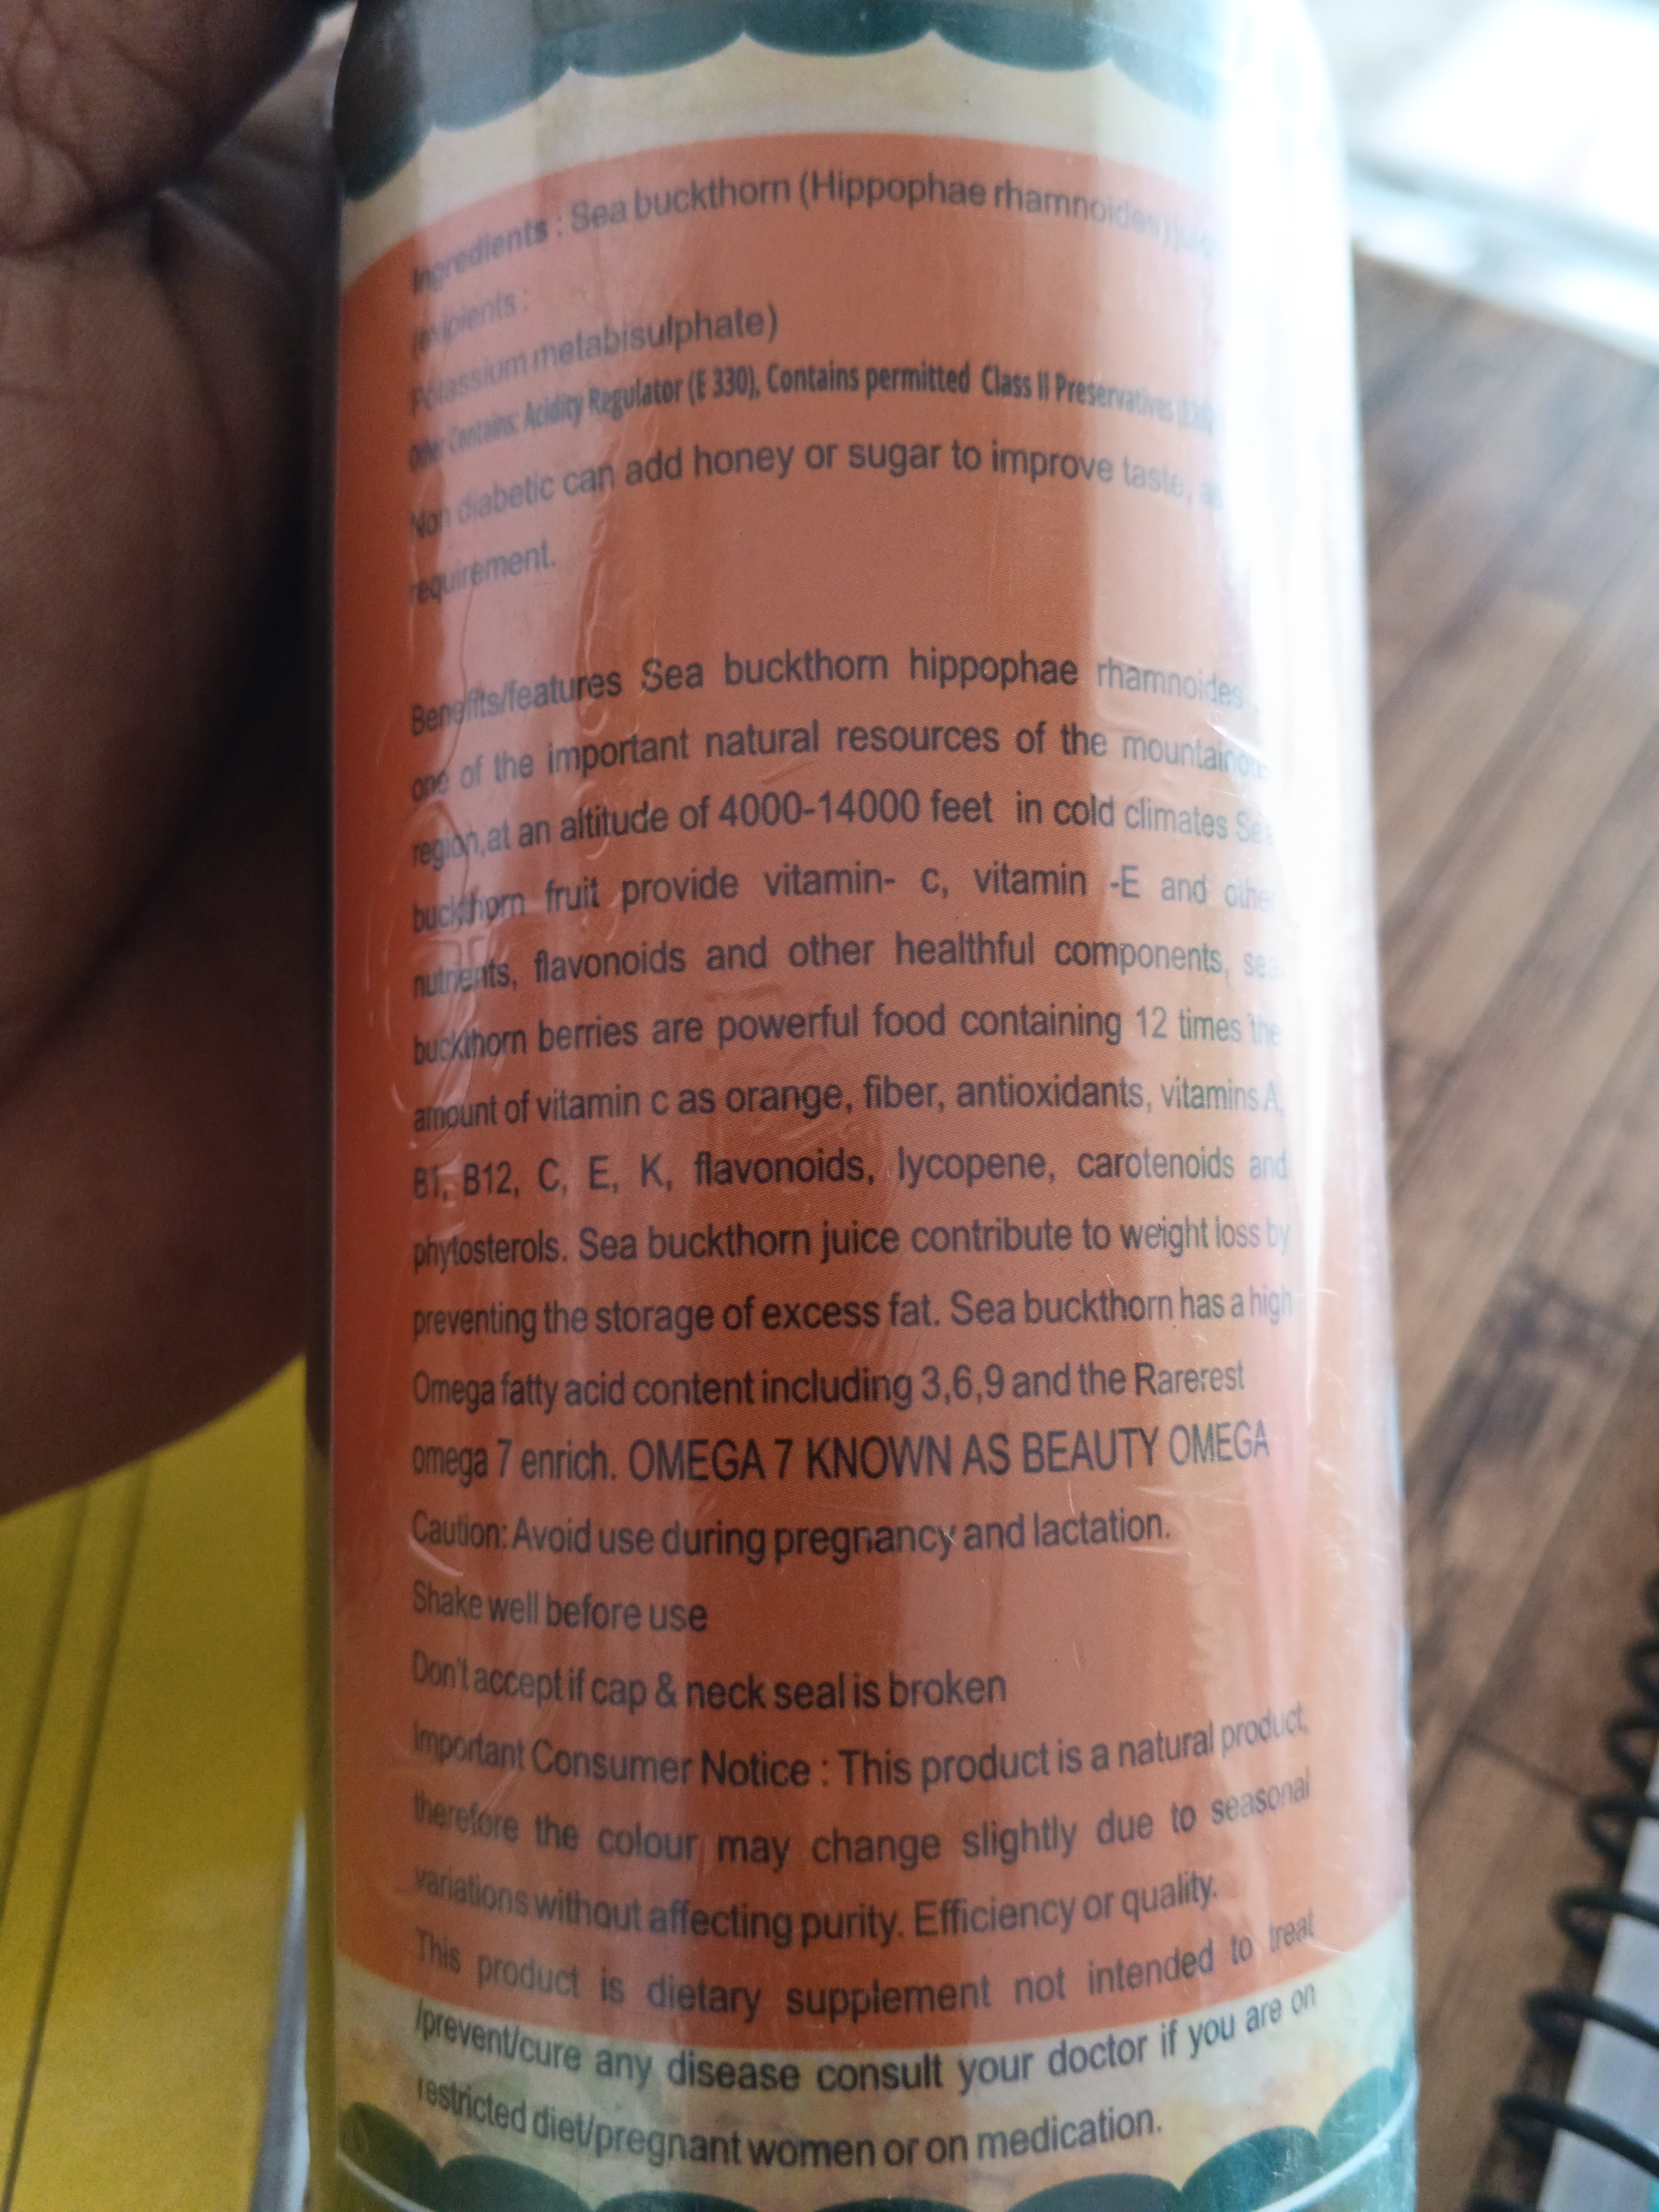 Ingredients : Sea buckthorn (Hippophae rhamnoides) juice
(exipients :
Potassium metabisulphate)
Other Contains: Acidity Regulator (E 330), Contains permitted Class II Preservatives
Non diabetic can add honey or sugar to improve taste, as
requirement.
Benefits/features Sea buckthorn hippophae rhamnoides
one of the important natural resources of the mountainous
region,at an altitude of 4000-14000 feet in cold climates Sea
buckthorn fruit provide vitamin- c, vitamin -E and other
nutrients, flavonoids and other healthful components, sea
buckthorn berries are powerful food containing 12 times the
amount of vitamin c as orange, fiber, antioxidants, vitamins A,
B1, B12, C, E, K, flavonoids, lycopene, carotenoids and
phytosterols. Sea buckthorn juice contribute to weight loss by
preventing the storage of excess fat. Sea buckthorn has a high
Omega fatty acid content including 3,6,9 and the Rarerest
omega 7 enrich. OMEGA 7 KNOWN AS BEAUTY OMEGA
Caution: Avoid use during pregnancy and lactation.
Shake well before use
Don't accept if cap & neck seal is broken
Important Consumer Notice : This product is a natural product,
therefore the colour may change slightly due to seasonal
variations without affecting purity. Efficiency or quality.
This product is dietary supplement not intended to treat
/prevent/cure any disease consult your doctor if you are on
restricted diet/pregnant women or on medication.